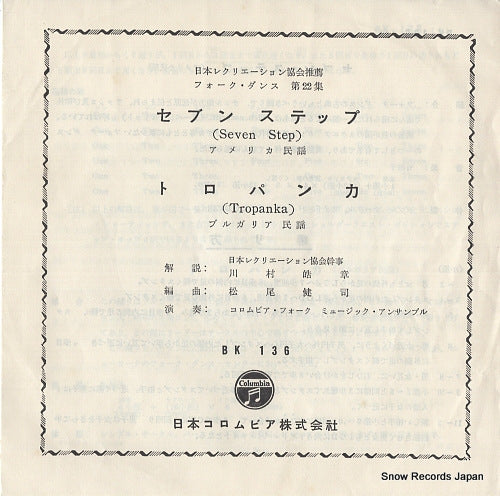 日本レクリエーション協会推薦
フォーク・ダンス 第22集
セブン ステップ
(Seven Step)
アメリカ民謡
トロパンカ
(Tropanka)
ブルガリア民謡
日本レクリエーション協会幹事
解説: 川村皓章
編曲: 松尾健司
演奏: コロムビア・フォーク ミュージック・アンサンブル
BK 136
Columbia
日本コロムビア株式会社
Snow Records Japan